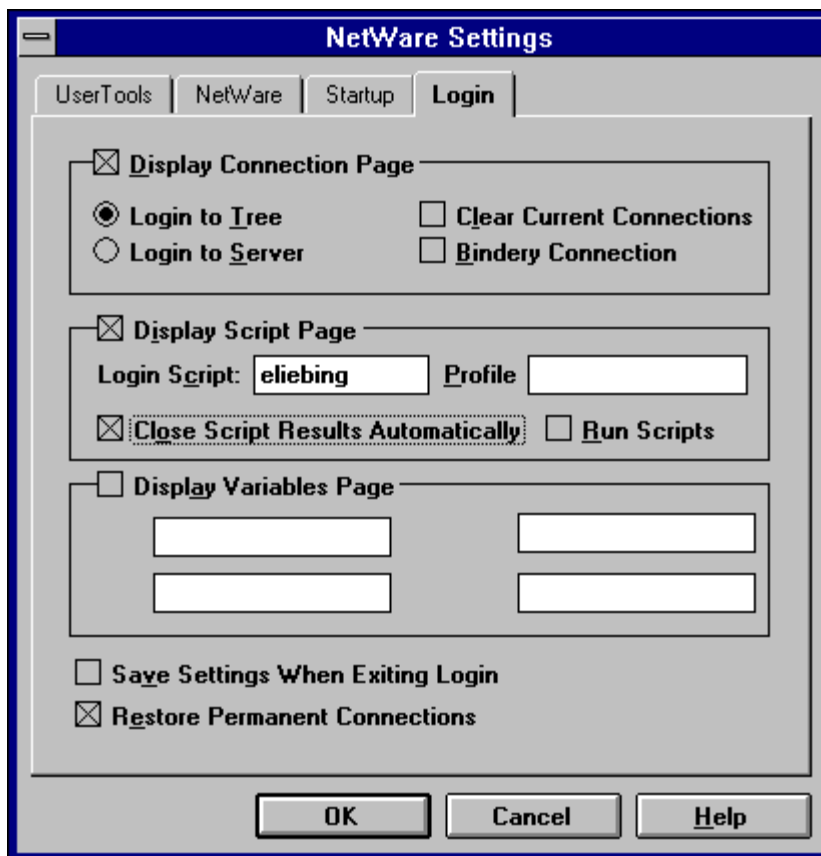 NetWare Settings
UserTools NetWare Startup Login
Display Connection Page
Login to Tree Clear Current Connections
Login to Server Bindery Connection
Display Script Page
Login Script: eliebing Profile
Close Script Results Automatically Run Scripts
Display Variables Page
Save Settings When Exiting Login
Restore Permanent Connections
OK Cancel Help